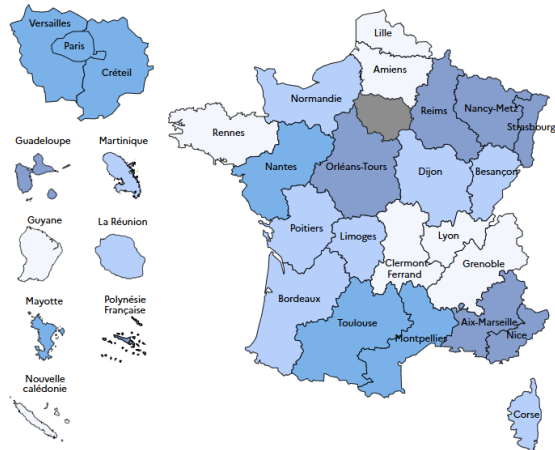 Versailles
Paris
Créteil
Guadeloupe
Martinique
Guyane
La Réunion
Mayotte
Polynésie
Française
Nouvelle
calédonie
Lille
Amiens
Normandie
Reims
Nancy-Metz
Strasbourg
Rennes
Nantes
Orléans-Tours
Dijon
Besançon
Poitiers
Limoges
Clermont
Ferrand
Lyon
Grenoble
Bordeaux
Toulouse
Montpellier
Aix-Marseille
Nice
Corse